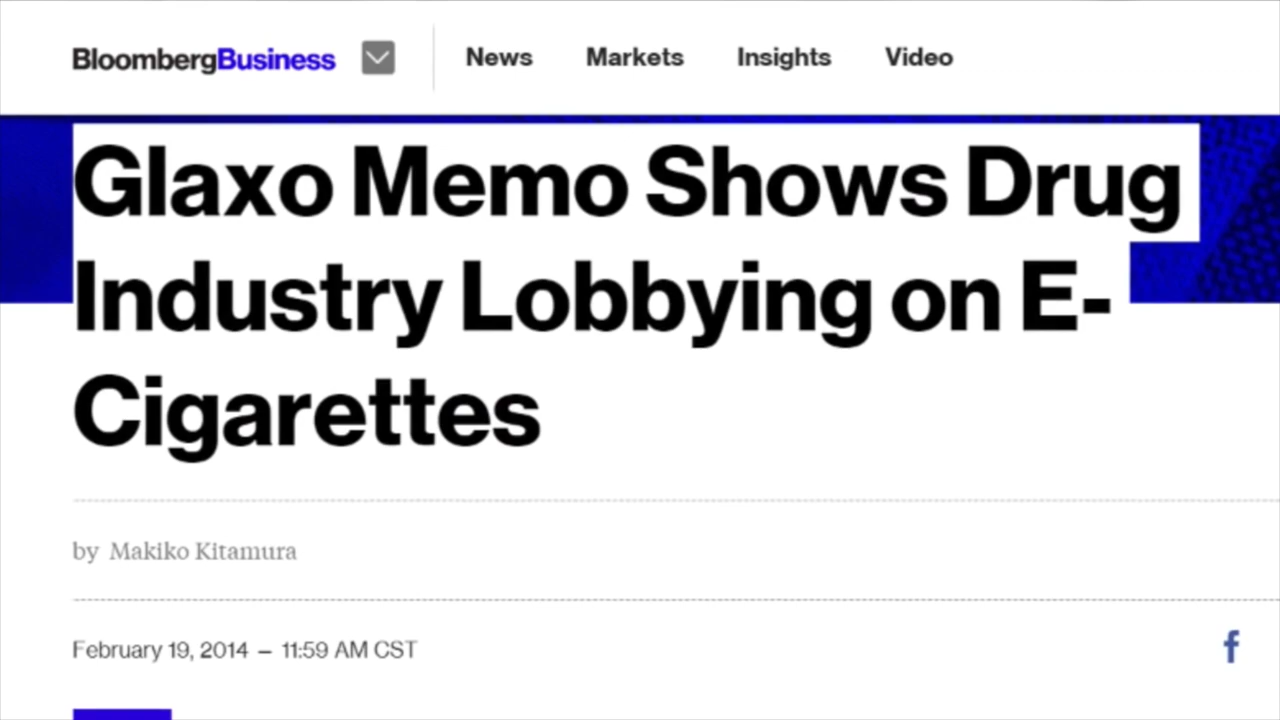 BloombergBusiness News Markets Insights Video
Glaxo Memo Shows Drug
Industry Lobbying on E-
Cigarettes
by Makiko Kitamura
February 19, 2014 — 11:59 AM CST